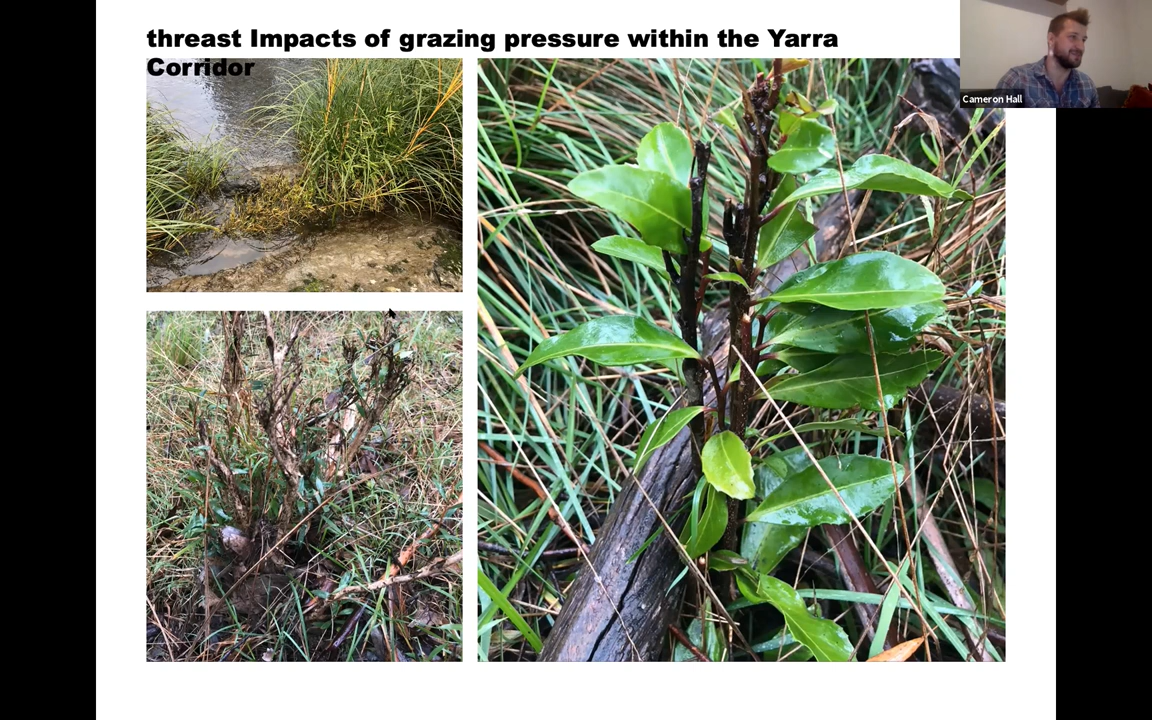 threast Impacts of grazing pressure within the Yarra
Corridor
Cameron Hall